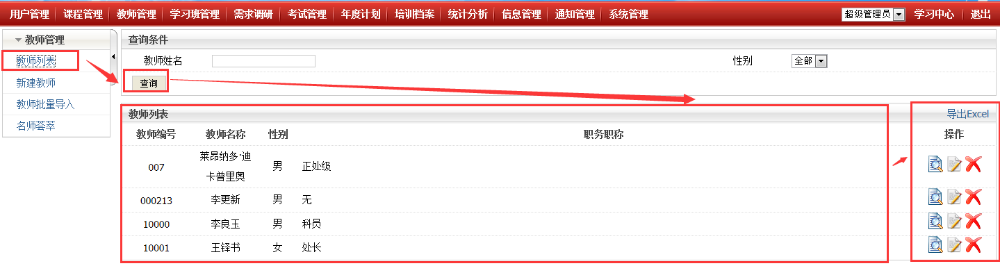 用户管理 课程管理 教师管理 学习班管理 需求调研 考试管理 年度计划 培训档案 统计分析 信息管理 通知管理 系统管理 超级管理员 学习中心 退出
教师管理
教师列表
新建教师
教师批量导入
名师荟萃
查询条件
教师姓名 性别 全部
查询
教师列表 导出Excel
教师编号 教师名称 性别 职务职称 操作
007 莱昂纳多·迪卡普里奥 男 正处级
000213 李更新 男 无
10000 李良玉 男 科员
10001 王铎书 女 处长